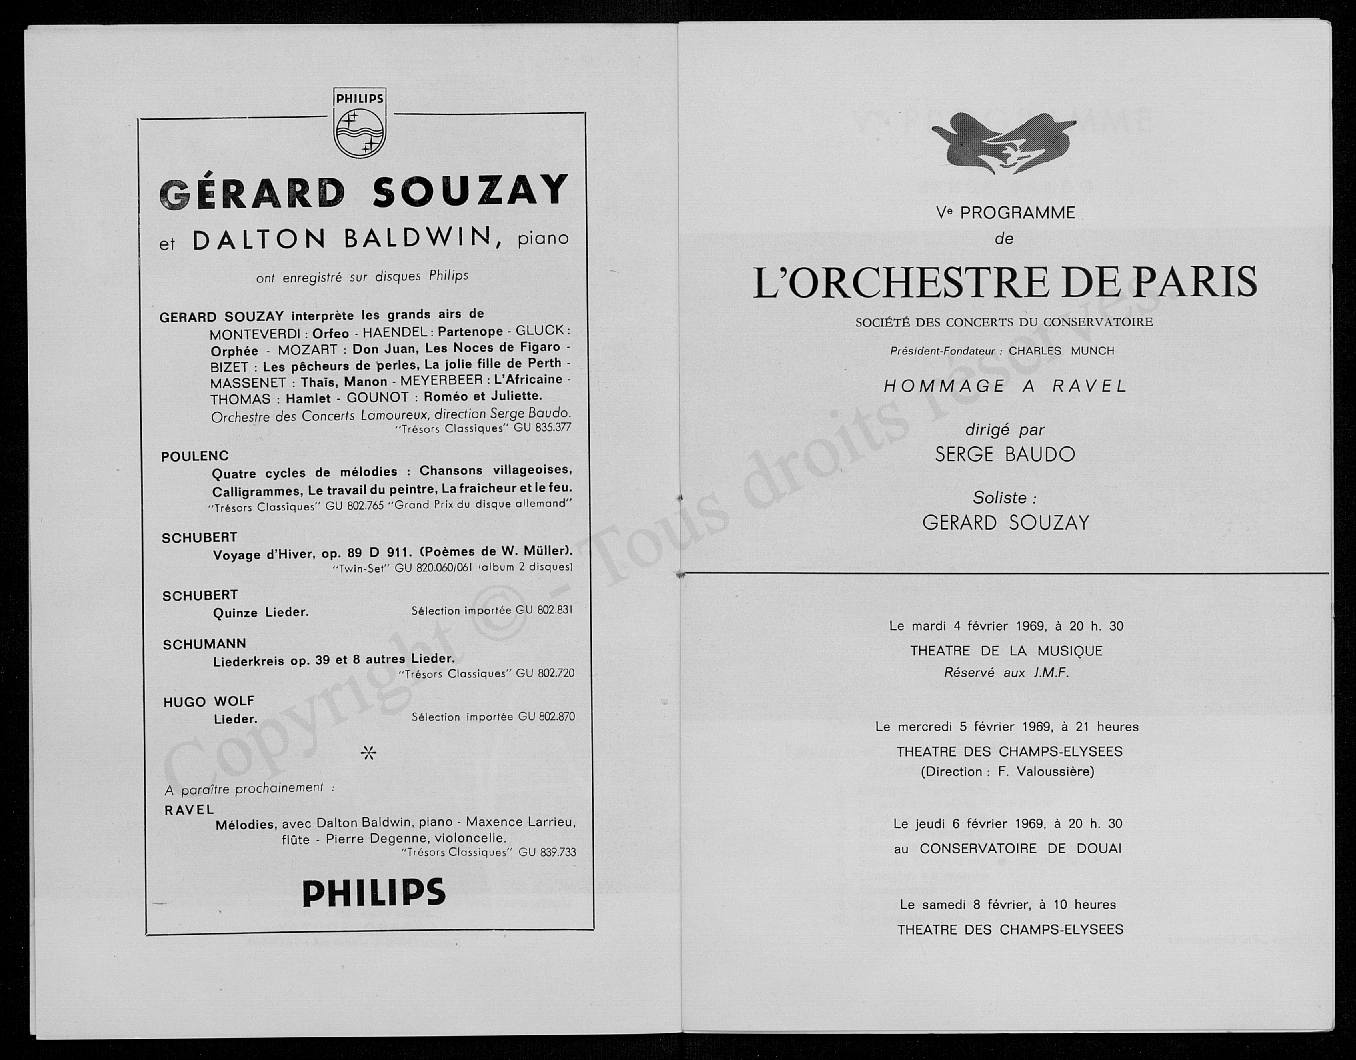 PHILIPS
GÉRARD SOUZAY
et DALTON BALDWIN, piano
ont enregistré sur disques Philips
GERARD SOUZAY interprète les grands airs de
MONTEVERDI : Orfeo - HAENDEL : Partenope - GLUCK :
Orphée - MOZART : Don Juan, Les Noces de Figaro -
BIZET : Les pêcheurs de perles, La jolie fille de Perth -
MASSENET : Thaïs, Manon - MEYERBEER : L'Africaine -
THOMAS : Hamlet - GOUNOT : Roméo et Juliette.
Orchestre des Concerts Lamoureux, direction Serge Baudo.
"Trésors Classiques" GU 835.377
POULENC
Quatre cycles de mélodies : Chansons villageoises,
Calligrammes, Le travail du peintre, La fraicheur et le feu.
"Trésors Classiques" GU 802.765 "Grand Prix du disque allemand"
SCHUBERT
Voyage d'Hiver, op. 89 D 911. (Poèmes de W. Müller).
"Twin-Set" GU 820.060/061 (album 2 disques)
SCHUBERT
Quinze Lieder. Sélection importée GU 802.831
SCHUMANN
Liederkreis op. 39 et 8 autres Lieder.
"Trésors Classiques" GU 802.720
HUGO WOLF
Lieder. Sélection importée GU 802.870
A paraître prochainement :
RAVEL
Mélodies, avec Dalton Baldwin, piano - Maxence Larrieu,
flûte - Pierre Degenne, violoncelle.
"Trésors Classiques" GU 839.733
PHILIPS
Ve PROGRAMME
de
L'ORCHESTRE DE PARIS
SOCIÉTÉ DES CONCERTS DU CONSERVATOIRE
Président-Fondateur : CHARLES MUNCH
HOMMAGE A RAVEL
dirigé par
SERGE BAUDO
Soliste :
GERARD SOUZAY
Le mardi 4 février 1969, à 20 h. 30
THEATRE DE LA MUSIQUE
Réservé aux J.M.F.
Le mercredi 5 février 1969, à 21 heures
THEATRE DES CHAMPS-ELYSEES
(Direction : F. Valoussière)
Le jeudi 6 février 1969, à 20 h. 30
au CONSERVATOIRE DE DOUAI
Le samedi 8 février, à 10 heures
THEATRE DES CHAMPS-ELYSEES
Copyright © - Tous droits réservés.